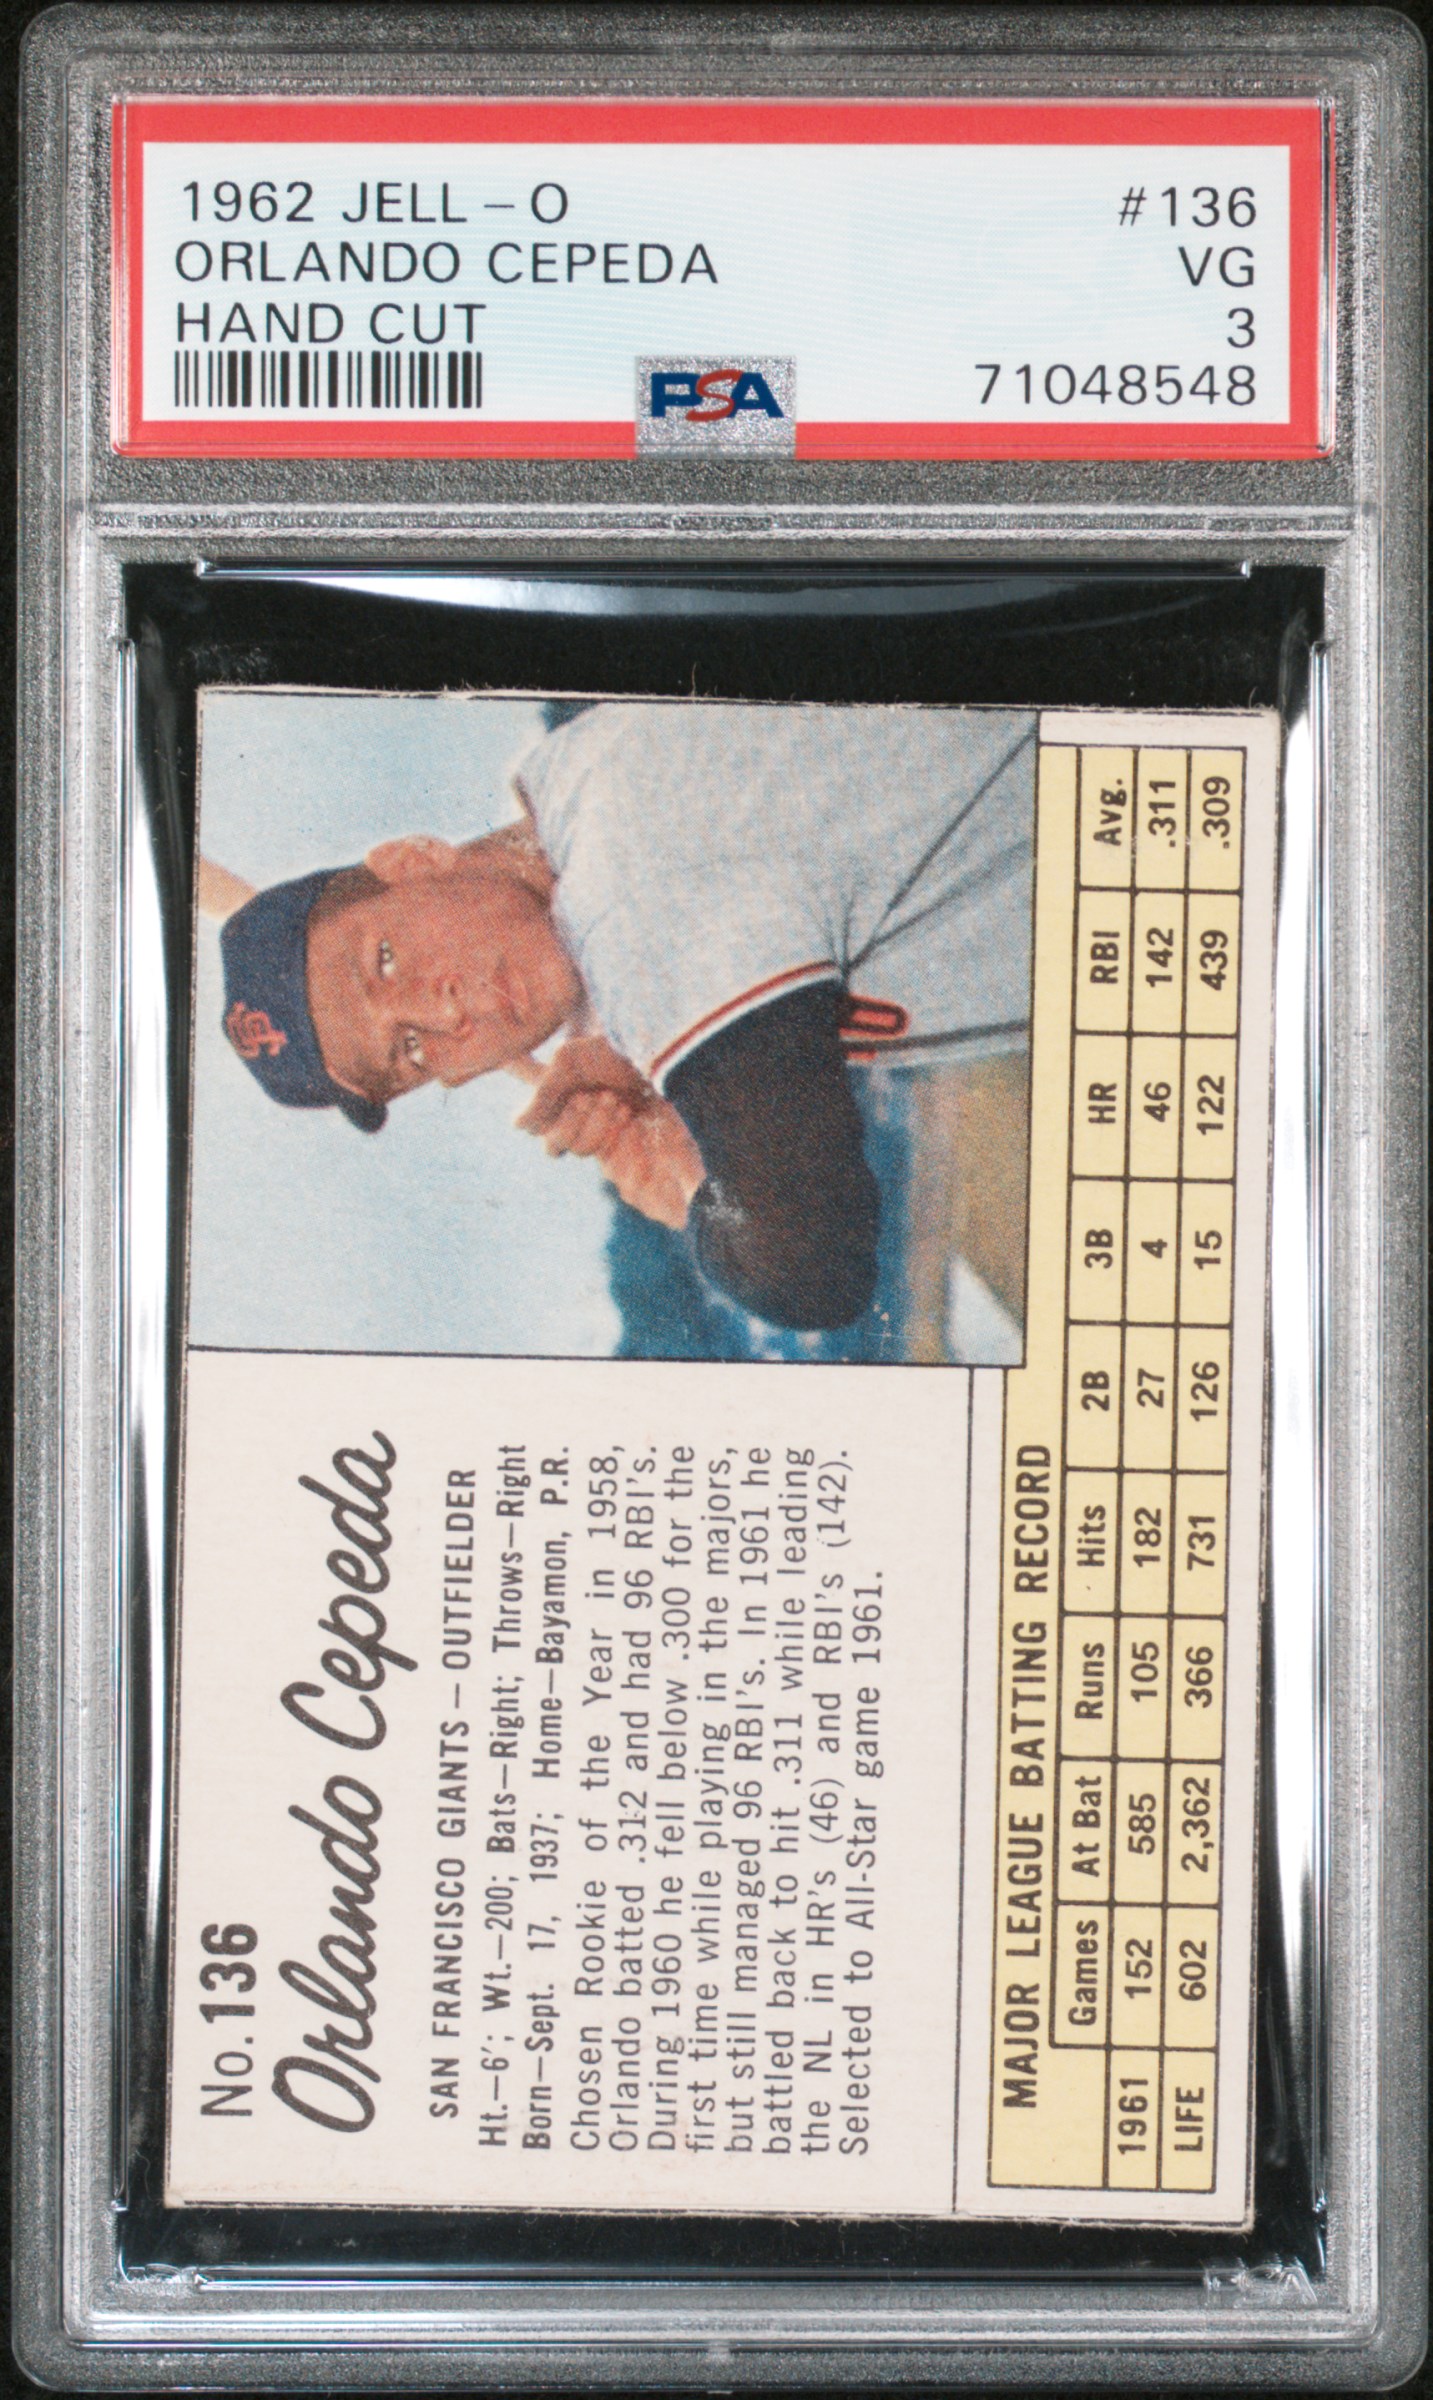 1962 JELL-O #136
ORLANDO CEPEDA VG
HAND CUT 3
PSA 71048548
No. 136
Orlando Cepeda
SAN FRANCISCO GIANTS — OUTFIELDER
Ht.—6'; Wt.—200; Bats—Right; Throws—Right
Born—Sept. 17, 1937; Home—Bayamon, P.R.
Chosen Rookie of the Year in 1958,
Orlando batted .312 and had 96 RBI's.
During 1960 he fell below .300 for the
first time while playing in the majors,
but still managed 96 RBI's. In 1961 he
battled back to hit .311 while leading
the NL in HR's (46) and RBI's (142).
Selected to All-Star game 1961.
MAJOR LEAGUE BATTING RECORD
Games At Bat Runs Hits 2B 3B HR RBI Avg.
1961 152 585 105 182 27 4 46 142 .311
LIFE 602 2,362 366 731 126 15 122 439 .309
SF